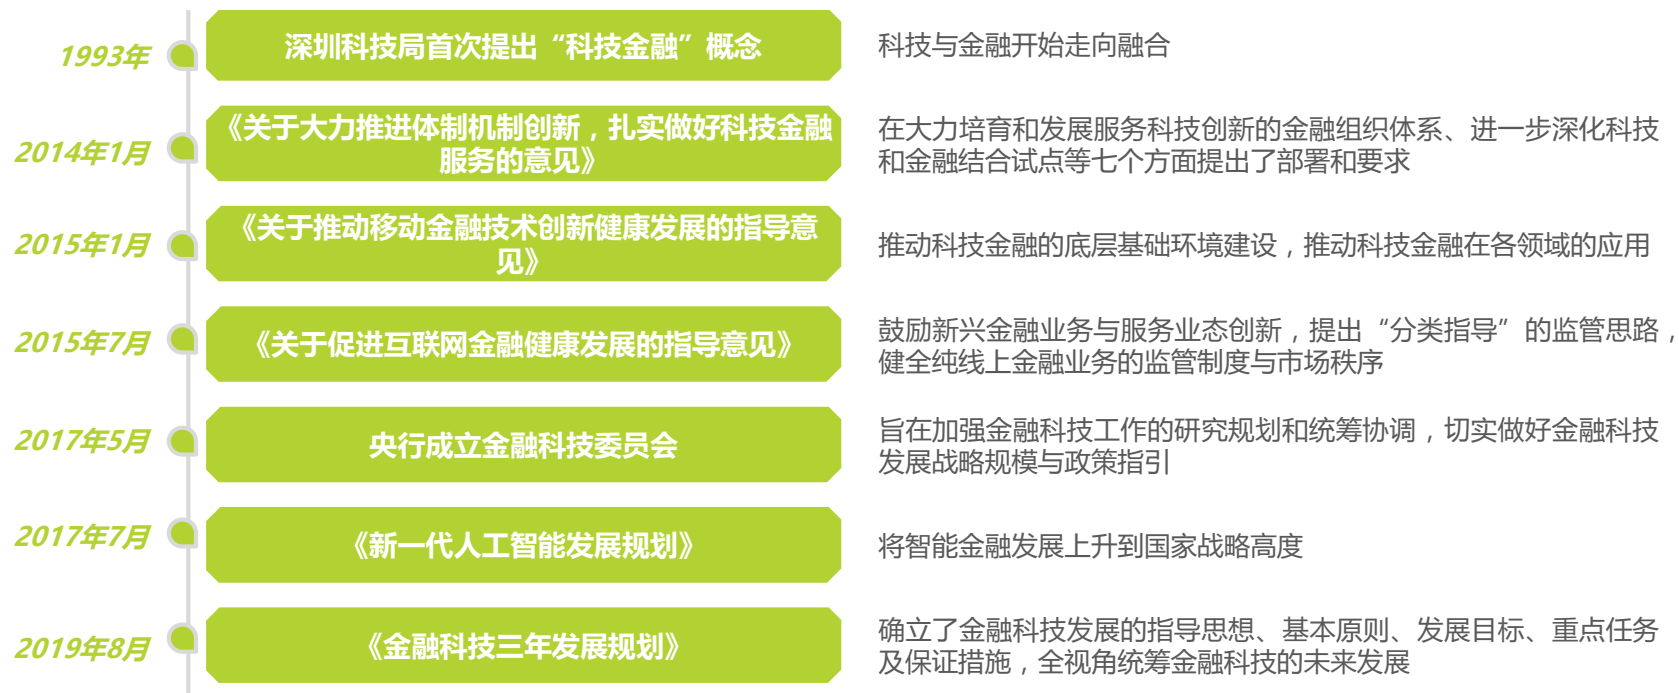 1993年
深圳科技局首次提出“科技金融”概念
科技与金融开始走向融合
2014年1月
《关于大力推进体制机制创新，扎实做好科技金融
服务的意见》
在大力培育和发展服务科技创新的金融组织体系、进一步深化科技
和金融结合试点等七个方面提出了部署和要求
2015年1月
《关于推动移动金融技术创新健康发展的指导意
见》
推动科技金融的底层基础环境建设，推动科技金融在各领域的应用
2015年7月
《关于促进互联网金融健康发展的指导意见》
鼓励新兴金融业务与服务业态创新，提出“分类指导”的监管思路，
健全纯线上金融业务的监管制度与市场秩序
2017年5月
央行成立金融科技委员会
旨在加强金融科技工作的研究规划和统筹协调，切实做好金融科技
发展战略规模与政策指引
2017年7月
《新一代人工智能发展规划》
将智能金融发展上升到国家战略高度
2019年8月
《金融科技三年发展规划》
确立了金融科技发展的指导思想、基本原则、发展目标、重点任务
及保证措施，全视角统筹金融科技的未来发展